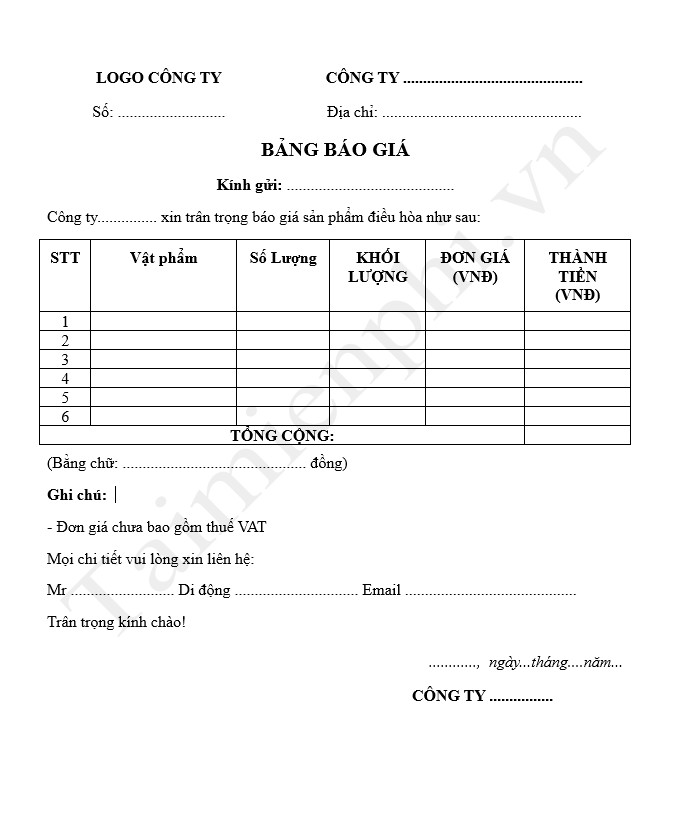 LOGO CÔNG TY CÔNG TY .............................................
Số: ........................... Địa chỉ: ..................................................
BẢNG BÁO GIÁ
Kính gửi: ..........................................
Công ty............... xin trân trọng báo giá sản phẩm điều hòa như sau:
STT Vật phẩm Số Lượng KHỐI LƯỢNG ĐƠN GIÁ (VNĐ) THÀNH TIỀN (VNĐ)
1
2
3
4
5
6
TỔNG CỘNG:
(Bằng chữ: .............................................. đồng)
Ghi chú:
- Đơn giá chưa bao gồm thuế VAT
Mọi chi tiết vui lòng xin liên hệ:
Mr .......................... Di động ............................... Email ...........................................
Trân trọng kính chào!
............, ngày...tháng....năm...
CÔNG TY ................
Taimienphi.vn